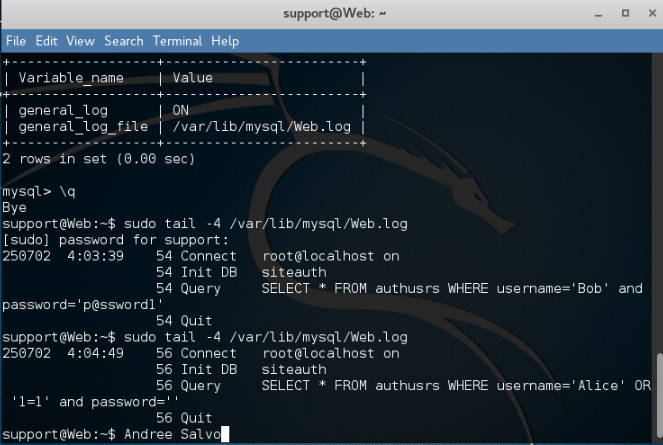 support@Web: ~
File Edit View Search Terminal Help
+------------------+------------------------+
| Variable_name    | Value                  |
+------------------+------------------------+
| general_log      | ON                     |
| general_log_file | /var/lib/mysql/Web.log |
+------------------+------------------------+
2 rows in set (0.00 sec)
mysql> \q
Bye
support@Web:~$ sudo tail -4 /var/lib/mysql/Web.log
[sudo] password for support:
250702  4:03:39    54 Connect   root@localhost on
                   54 Init DB   siteauth
                   54 Query     SELECT * FROM authusrs WHERE username='Bob' and
password='p@ssword1'
                   54 Quit
support@Web:~$ sudo tail -4 /var/lib/mysql/Web.log
250702  4:04:49    56 Connect   root@localhost on
                   56 Init DB   siteauth
                   56 Query     SELECT * FROM authusrs WHERE username='Alice' OR
 '1=1' and password=''
                   56 Quit
support@Web:~$ Andree Salvo